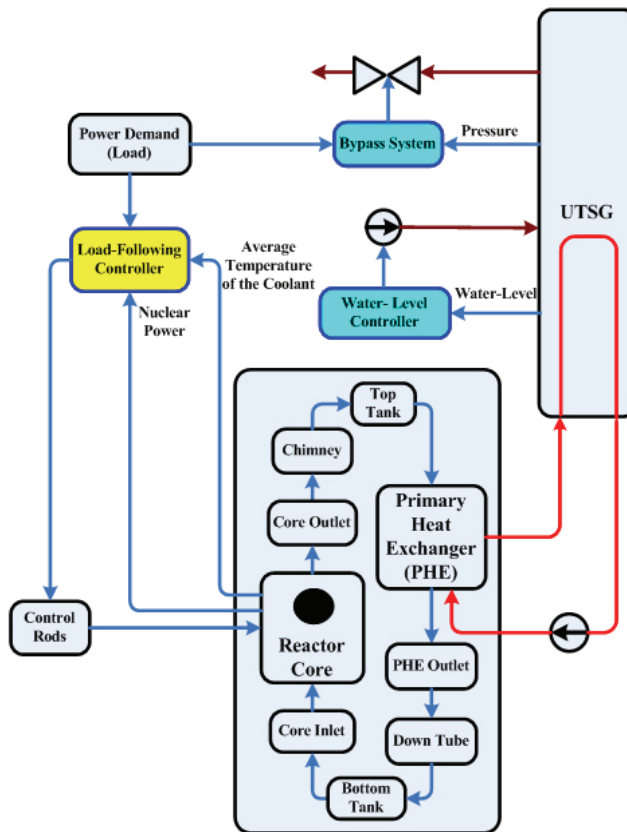 Power Demand
(Load)
Bypass System
Pressure
UTSG
Load-Following
Controller
Average
Temperature
of the Coolant
Nuclear
Power
Water- Level
Controller
Water-Level
Top
Tank
Chimney
Core Outlet
Primary
Heat
Exchanger
(PHE)
Control
Rods
Reactor
Core
PHE Outlet
Core Inlet
Down Tube
Bottom
Tank